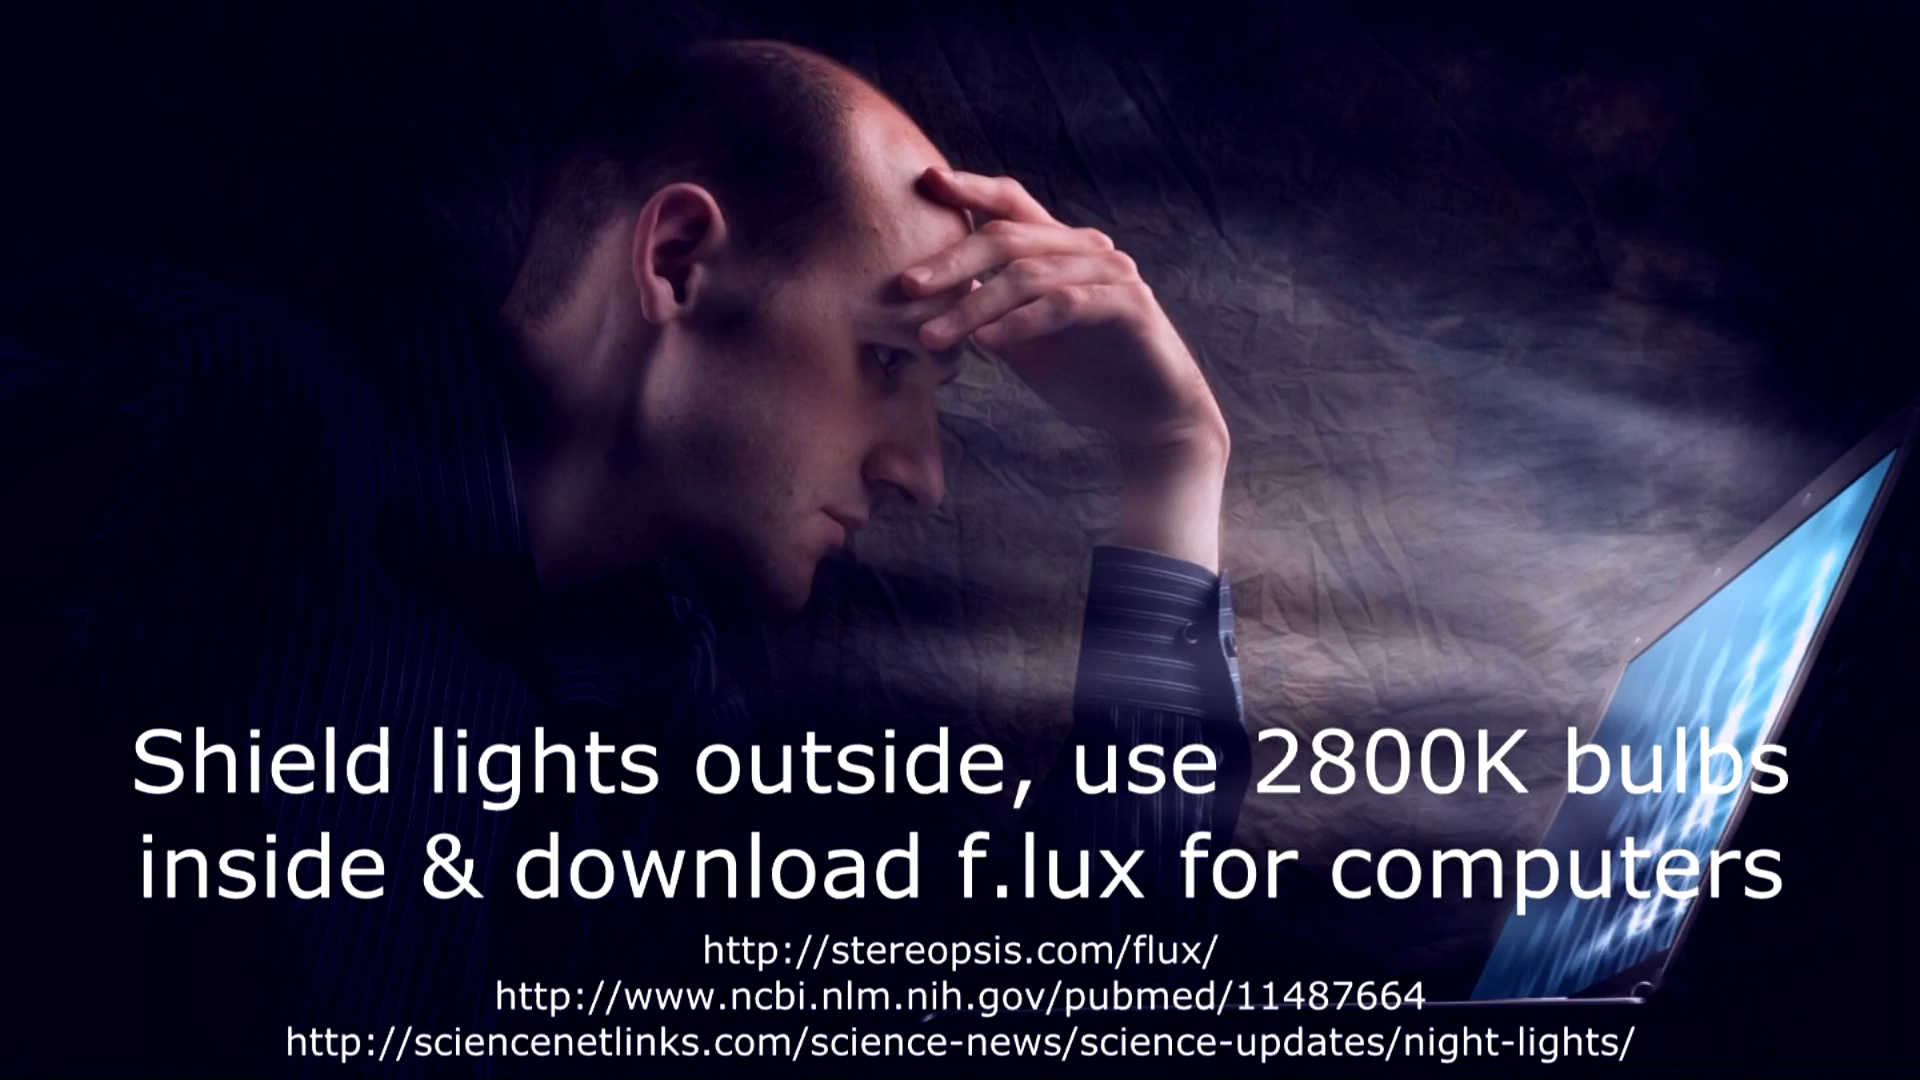 Shield lights outside, use 2800K bulbs
inside & download f.lux for computers
http://stereopsis.com/flux/
http://www.ncbi.nlm.nih.gov/pubmed/11487664
http://sciencenetlinks.com/science-news/science-updates/night-lights/